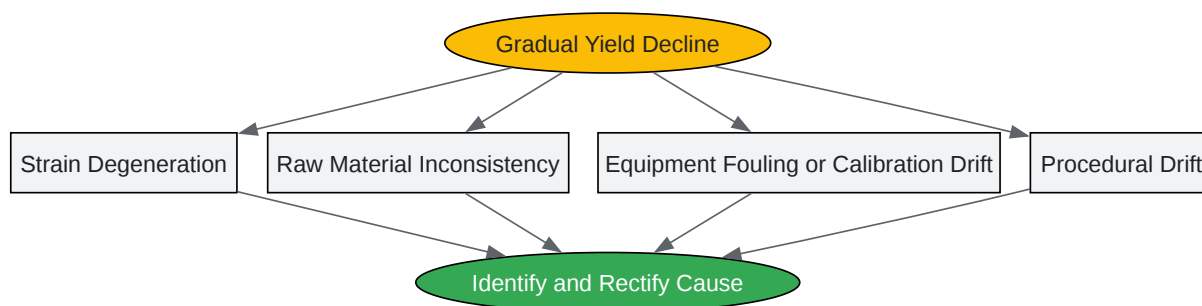 Gradual Yield Decline
Strain Degeneration
Raw Material Inconsistency
Equipment Fouling or Calibration Drift
Procedural Drift
Identify and Rectify Cause